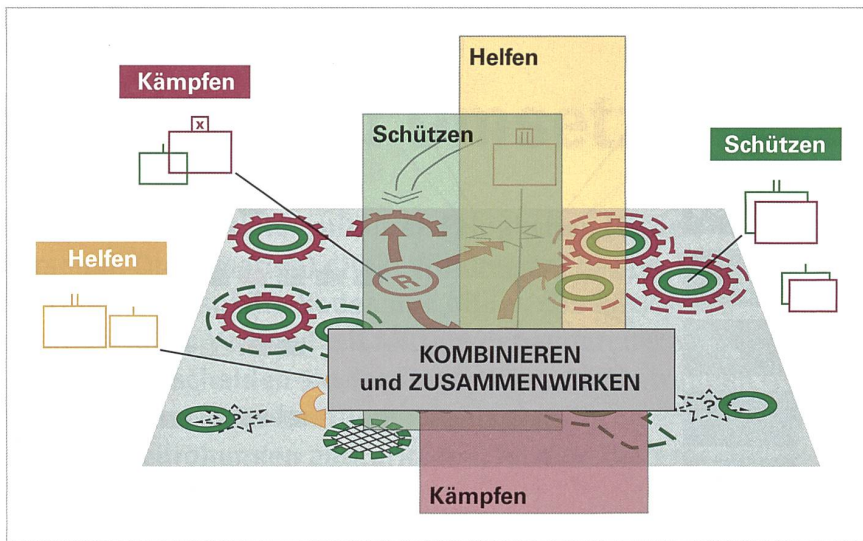 Helfen
Kämpfen
x
Schützen
Schützen
R
Helfen
KOMBINIEREN
und ZUSAMMENWIRKEN
?
?
Kämpfen